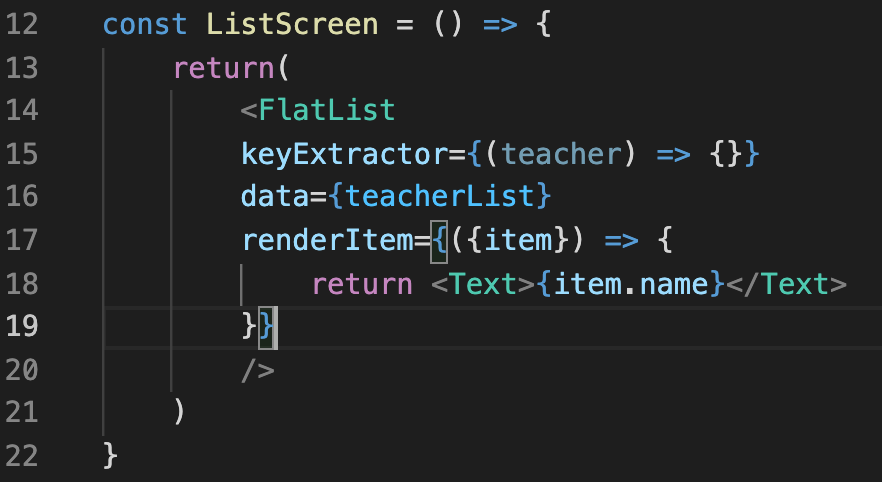 12 const ListScreen = () => {
13 return(
14 <FlatList
15 keyExtractor={(teacher) => {}}
16 data={teacherList}
17 renderItem={({item}) => {
18 return <Text>{item.name}</Text>
19 }}
20 />
21 )
22 }